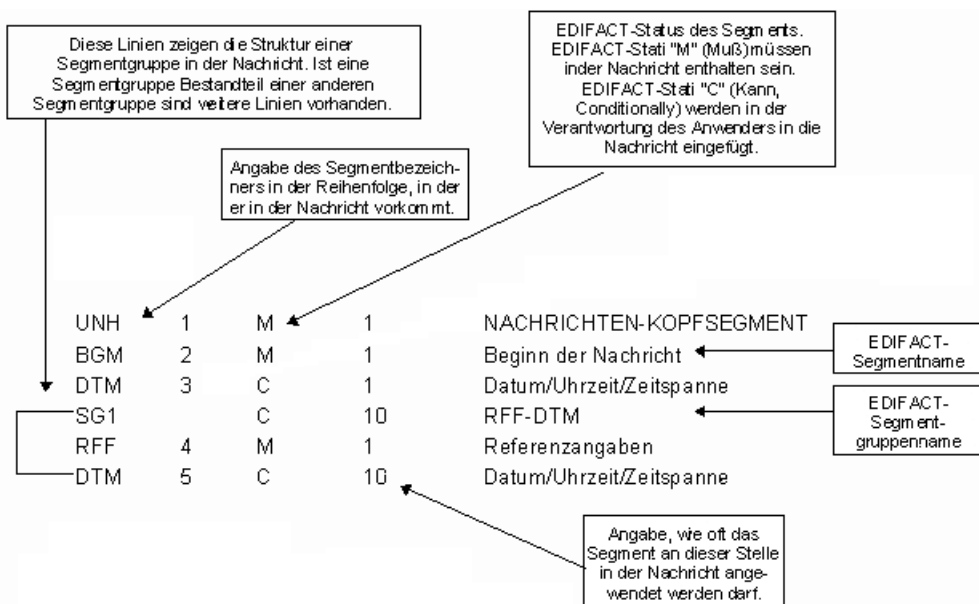 Diese Linien zeigen die Struktur einer
Segmentgruppe in der Nachricht. Ist eine
Segmentgruppe Bestandteil einer anderen
Segmentgruppe sind weitere Linien vorhanden.
EDIFACT-Status des Segments.
EDIFACT-Stati "M" (Muß) müssen
inder Nachricht enthalten sein.
EDIFACT-Stati "C" (Kann,
Conditionally) werden in der
Verantwortung des Anwenders in die
Nachricht eingefügt.
Angabe des Segmentbezeich-
ners in der Reihenfolge, in der
er in der Nachricht vorkommt.
UNH 1 M 1 NACHRICHTEN-KOPFSEGMENT
BGM 2 M 1 Beginn der Nachricht
DTM 3 C 1 Datum/Uhrzeit/Zeitspanne
SG1 C 10 RFF-DTM
RFF 4 M 1 Referenzangaben
DTM 5 C 10 Datum/Uhrzeit/Zeitspanne
EDIFACT-
Segmentname
EDIFACT-
Segment-
gruppenname
Angabe, wie oft das
Segment an dieser Stelle
in der Nachricht ange-
wendet werden darf.